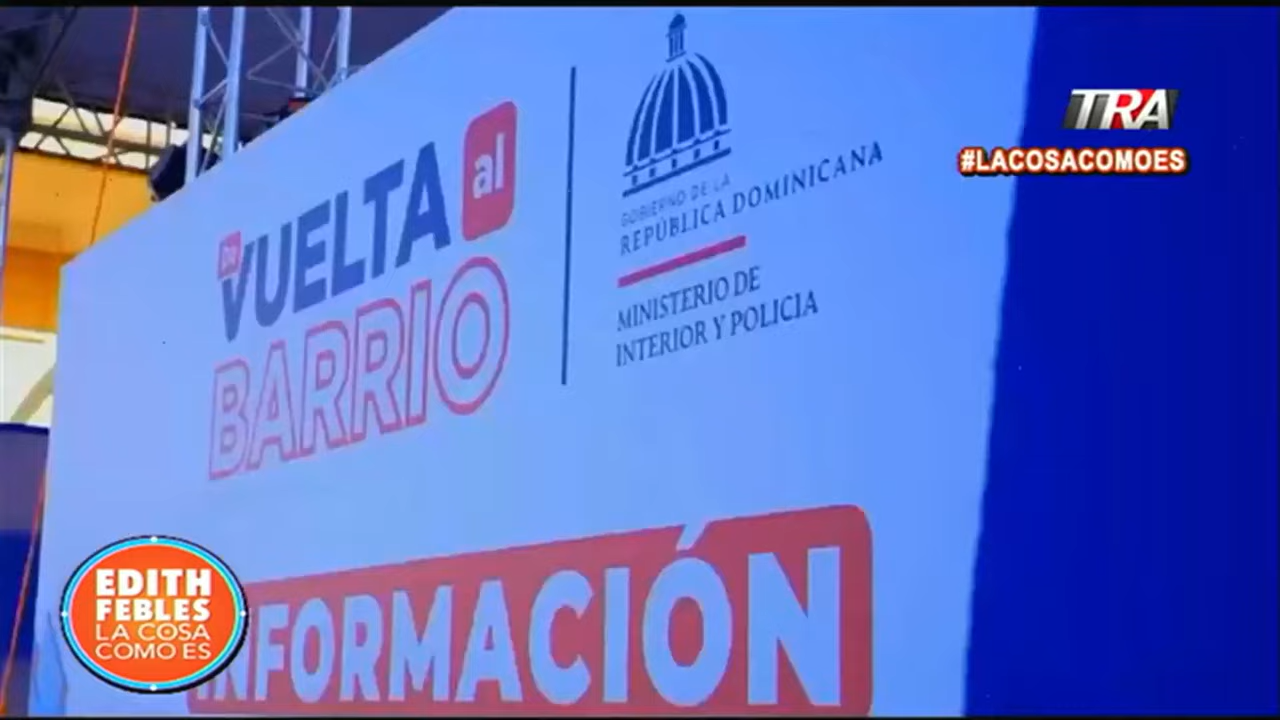 De
VUELTA al
BARRIO
GOBIERNO DE LA
REPÚBLICA DOMINICANA
MINISTERIO DE
INTERIOR Y POLICIA
INFORMACIÓN
TRA
#LACOSACOMOES
EDITH
FEBLES
LA COSA
COMO ES